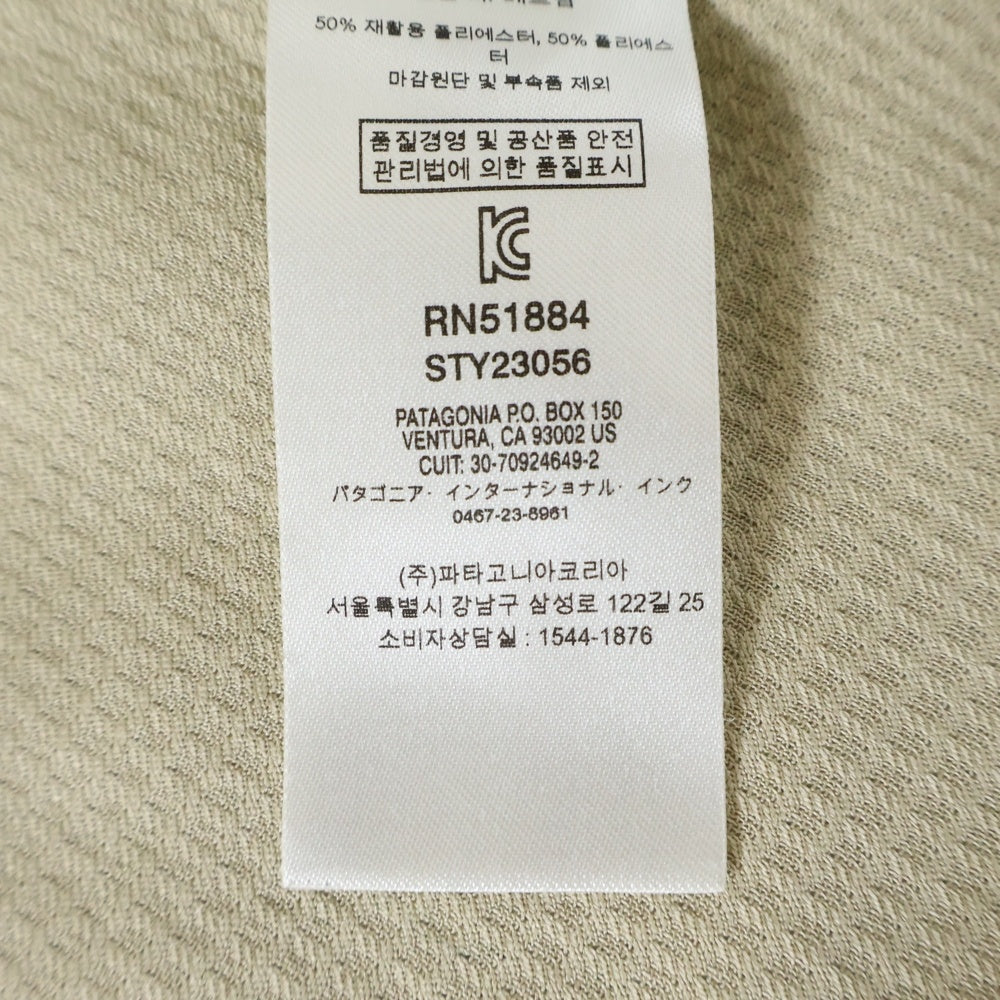 50% 재활용 폴리에스터, 50% 폴리에스
터
마감원단 및 부속품 제외
품질경영 및 공산품 안전
관리법에 의한 품질표시
KC
RN51884
STY23056
PATAGONIA P.O. BOX 150
VENTURA, CA 93002 US
CUIT: 30-70924649-2
パタゴニア・インターナショナル・インク
0467-23-8961
(주)파타고니아코리아
서울특별시 강남구 삼성로 122길 25
소비자상담실 : 1544-1876